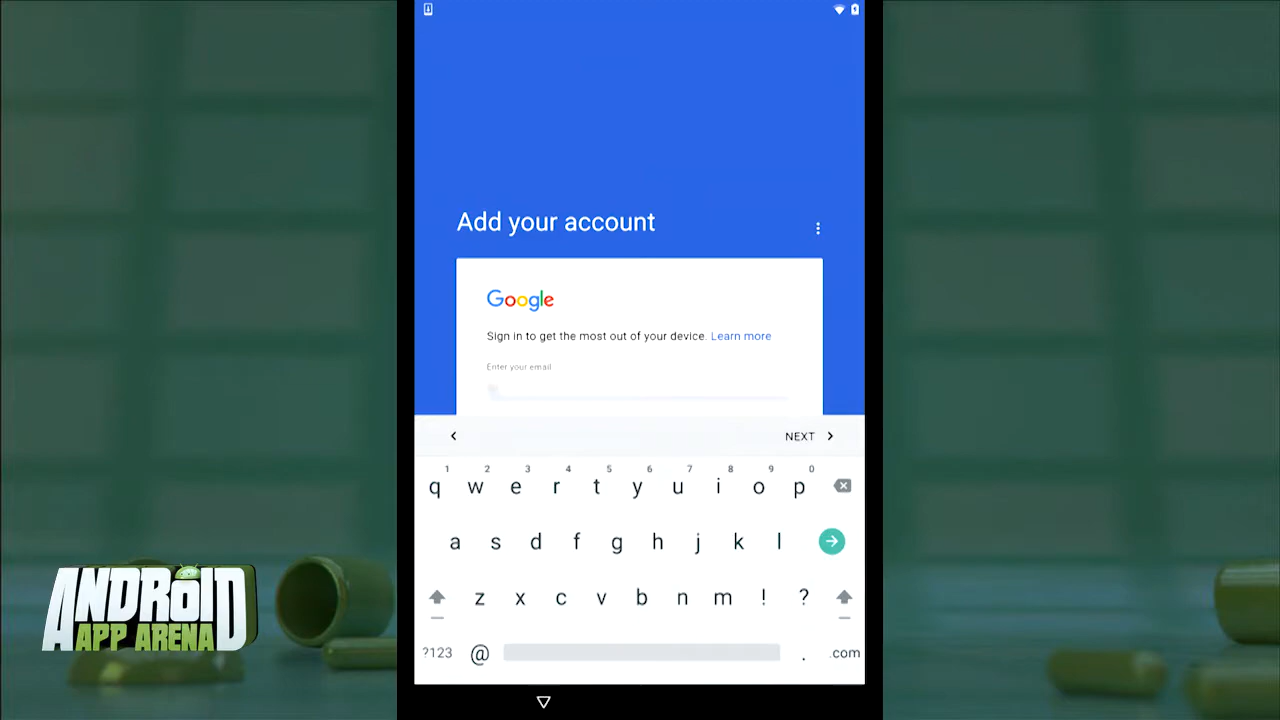 Add your account
Google
Sign in to get the most out of your device. Learn more
Enter your email
NEXT
1 2 3 4 5 6 7 8 9 0
q w e r t y u i o p
a s d f g h j k l
z x c v b n m ! ?
?123 @ . .com
ANDROID
APP ARENA